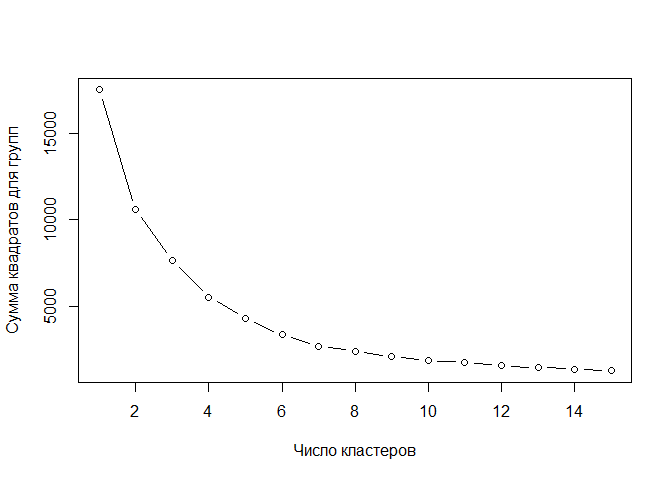 Сумма квадратов для групп
15000
10000
5000
2 4 6 8 10 12 14
Число кластеров